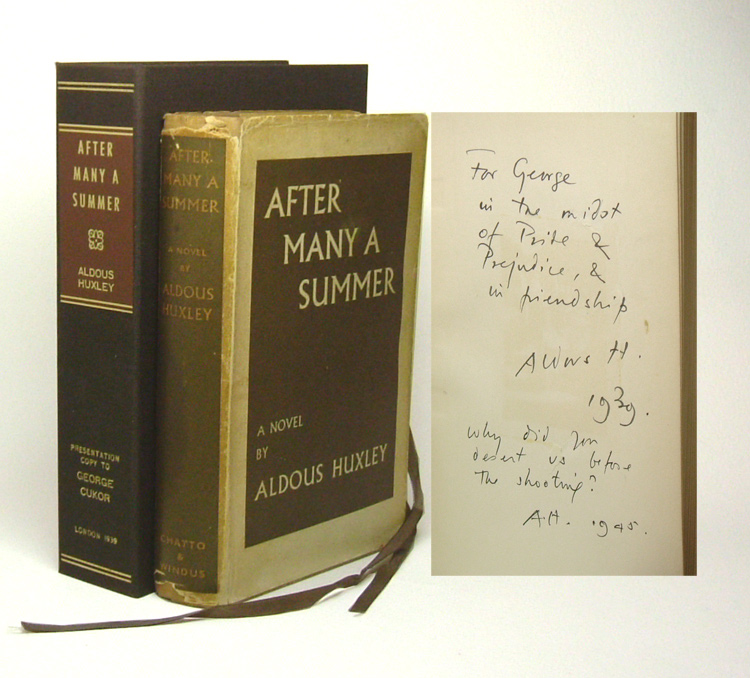 AFTER
MANY A
SUMMER
ALDOUS
HUXLEY
PRESENTATION
COPY TO
GEORGE
CUKOR
LONDON 1939
AFTER
MANY A
SUMMER
A NOVEL
BY
ALDOUS
HUXLEY
CHATTO
&
WINDUS
AFTER
MANY A
SUMMER
A NOVEL
BY
ALDOUS HUXLEY
For George
in the midst
of Pride &
Prejudice, &
in friendship
Aldous H.
1939.
Why did you
desert us before
the shooting?
A.H. 1945.